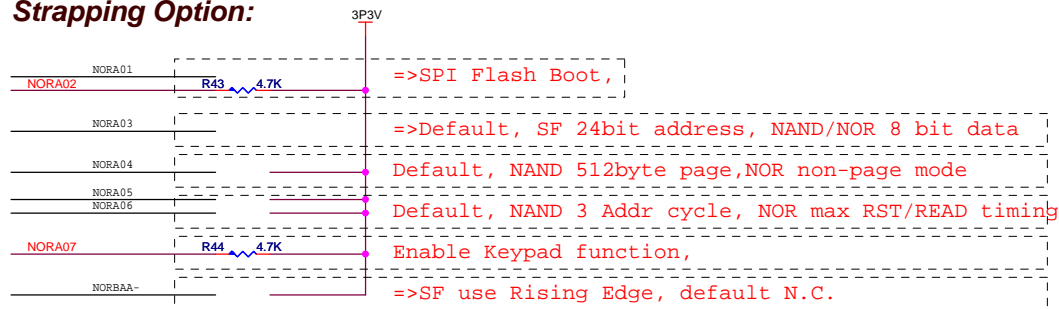 Strapping Option:
3P3V
NORA01
NORA02 R43 4.7K =>SPI Flash Boot,
NORA03 =>Default, SF 24bit address, NAND/NOR 8 bit data
NORA04 Default, NAND 512byte page,NOR non-page mode
NORA05
NORA06 Default, NAND 3 Addr cycle, NOR max RST/READ timing
NORA07 R44 4.7K Enable Keypad function,
NORBAA- =>SF use Rising Edge, default N.C.